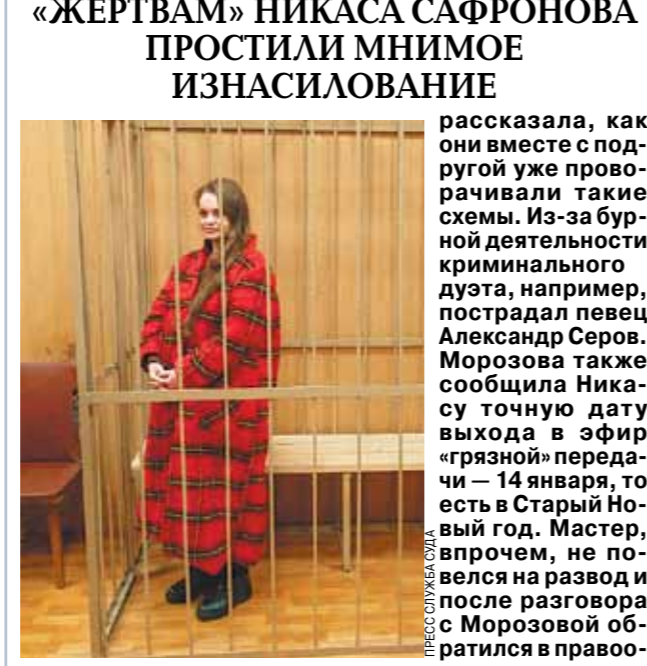 «ЖЕРТВАМ» НИКАСА САФРОНОВА
ПРОСТИЛИ МНИМОЕ
ИЗНАСИЛОВАНИЕ
рассказала, как
они вместе с под-
ругой уже прово-
рачивали такие
схемы. Из-за бур-
ной деятельности
криминального
дуэта, например,
пострадал певец
Александр Серов.
Морозова также
сообщила Ника-
су точную дату
выхода в эфир
«грязной» переда-
чи — 14 января, то
есть в Старый Но-
вый год. Мастер,
впрочем, не по-
велся на развод и
после разговора
с Морозовой об-
ратился в правоо-
ПРЕСС СЛУЖБА СУДА